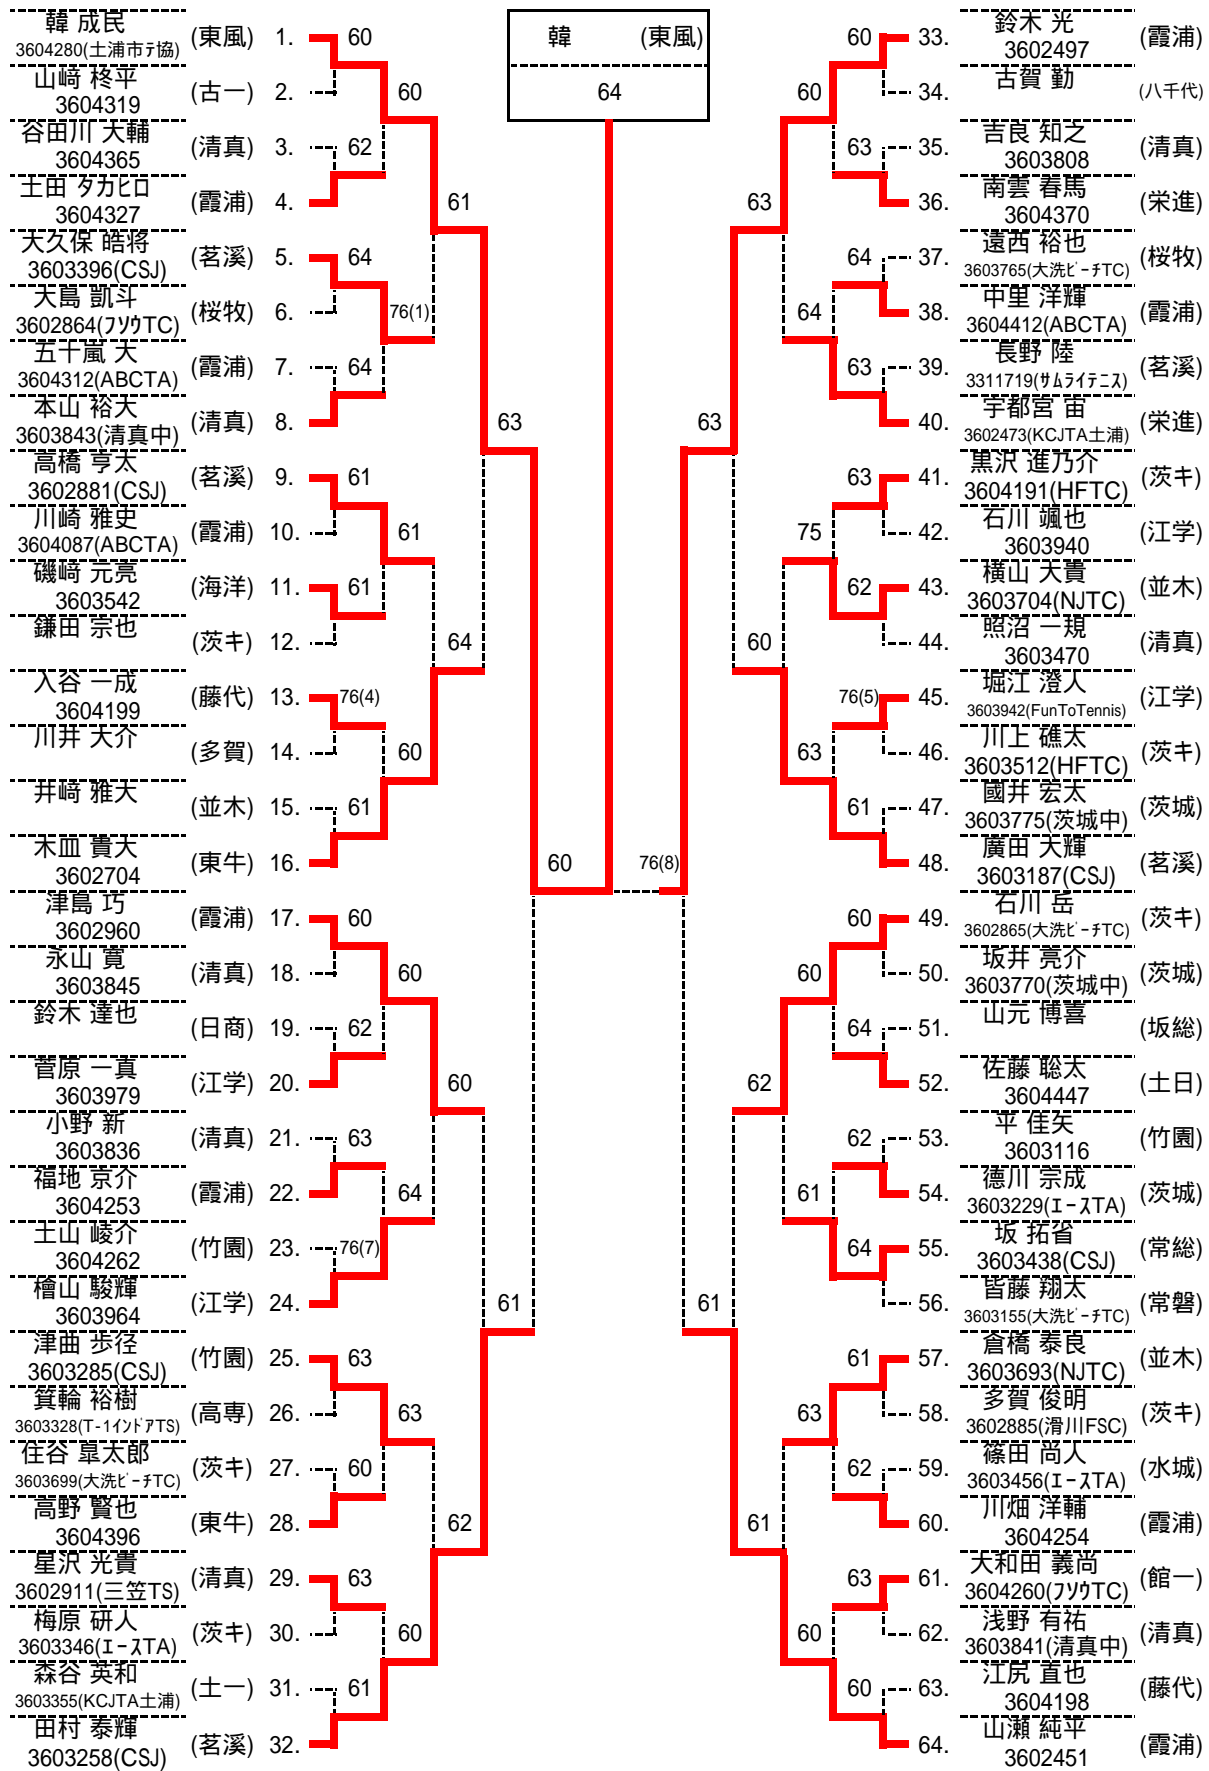 韓 (東風)
64
韓 成民
3604280(土浦市テ協) (東風) 1. 60
山﨑 柊平
3604319 (古一) 2.
60
谷田川 大輔
3604365 (清真) 3. 62
土田 タカヒロ
3604327 (霞浦) 4.
61
大久保 皓将
3603396(CSJ) (茗溪) 5. 64
大島 凱斗
3602864(フソウTC) (桜牧) 6.
76(1)
五十嵐 大
3604312(ABCTA) (霞浦) 7. 64
本山 裕大
3603843(清真中) (清真) 8.
63
高橋 亨太
3602881(CSJ) (茗溪) 9. 61
川崎 雅史
3604087(ABCTA) (霞浦) 10.
61
磯﨑 元亮
3603542 (海洋) 11. 61
鎌田 宗也
(茨キ) 12.
64
入谷 一成
3604199 (藤代) 13. 76(4)
川井 大介
(多賀) 14.
60
井﨑 雅大
(並木) 15. 61
木皿 貴大
3602704 (東牛) 16.
60
津島 巧
3602960 (霞浦) 17. 60
永山 寛
3603845 (清真) 18.
60
鈴木 達也
(日商) 19. 62
菅原 一真
3603979 (江学) 20.
60
小野 新
3603836 (清真) 21. 63
福地 京介
3604253 (霞浦) 22.
64
土山 崚介
3604262 (竹園) 23. 76(7)
檜山 駿輝
3603964 (江学) 24.
61
津曲 歩径
3603285(CSJ) (竹園) 25. 63
箕輪 裕樹
3603328(T-1インドアTS) (高専) 26.
63
住谷 皐太郎
3603699(大洗ビーチTC) (茨キ) 27. 60
高野 賢也
3604396 (東牛) 28.
62
星沢 光貴
3602911(三笠TS) (清真) 29. 63
梅原 研人
3603346(エースTA) (茨キ) 30.
60
森谷 英和
3603355(KCJTA土浦) (土一) 31. 61
田村 泰輝
3603258(CSJ) (茗溪) 32.
60 33. 鈴木 光
3602497 (霞浦)
60
34. 古賀 勤
(八千代)
63 35. 吉良 知之
3603808 (清真)
63
36. 南雲 春馬
3604370 (栄進)
64 37. 遠西 裕也
3603765(大洗ビーチTC) (桜牧)
64
38. 中里 洋輝
3604412(ABCTA) (霞浦)
63 39. 長野 陸
3311719(サムライテニス) (茗溪)
63
40. 宇都宮 宙
3602473(KCJTA土浦) (栄進)
63 41. 黒沢 進乃介
3604191(HFTC) (茨キ)
75
42. 石川 颯也
3603940 (江学)
62 43. 横山 大貴
3603704(NJTC) (並木)
60
44. 照沼 一規
3603470 (清真)
76(5) 45. 堀江 澄人
3603942(FunToTennis) (江学)
63
46. 川上 礁太
3603512(HFTC) (茨キ)
61 47. 國井 宏太
3603775(茨城中) (茨城)
76(8)
48. 廣田 大輝
3603187(CSJ) (茗溪)
60 49. 石川 岳
3602865(大洗ビーチTC) (茨キ)
60
50. 坂井 亮介
3603770(茨城中) (茨城)
64 51. 山元 博喜
(坂総)
62
52. 佐藤 聡太
3604447 (土日)
62 53. 平 佳矢
3603116 (竹園)
61
54. 德川 宗成
3603229(エースTA) (茨城)
64 55. 坂 拓省
3603438(CSJ) (常総)
61
56. 皆藤 翔太
3603155(大洗ビーチTC) (常磐)
61 57. 倉橋 泰良
3603693(NJTC) (並木)
63
58. 多賀 俊明
3602885(滑川FSC) (茨キ)
62 59. 篠田 尚人
3603456(エースTA) (水城)
61
60. 川畑 洋輔
3604254 (霞浦)
63 61. 大和田 義尚
3604260(フソウTC) (館一)
60
62. 浅野 有祐
3603841(清真中) (清真)
60 63. 江尻 直也
3604198 (藤代)
64. 山瀬 純平
3602451 (霞浦)